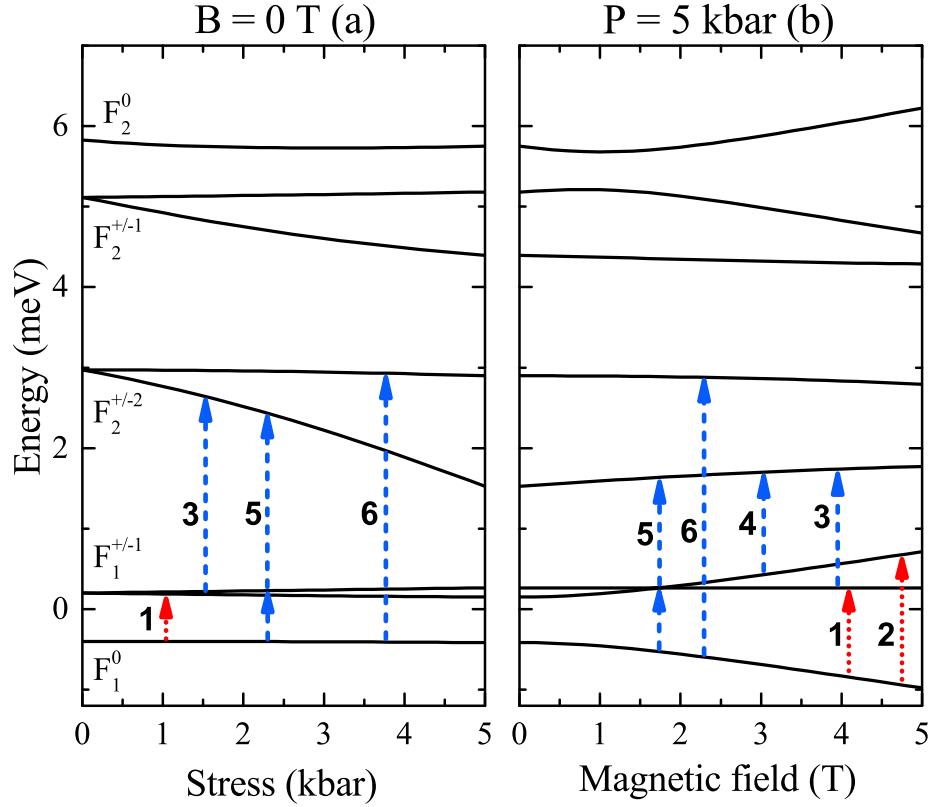 B = 0 T (a)
P = 5 kbar (b)
Energy (meV)
6
4
2
0
F₂⁰
F₂⁺/⁻¹
F₂⁺/⁻²
F₁⁺/⁻¹
F₁⁰
3
5
6
1
5
6
4
3
1
2
0 1 2 3 4 5
0 1 2 3 4 5
Stress (kbar)
Magnetic field (T)